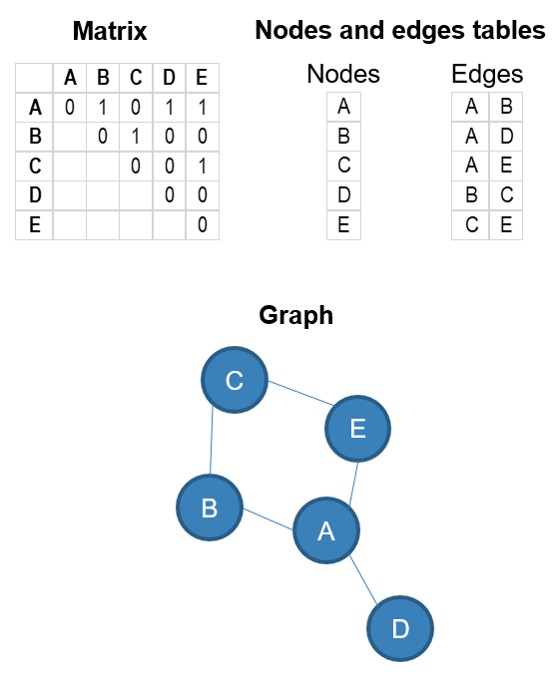 Matrix
Nodes and edges tables
A B C D E
A 0 1 0 1 1
B 0 1 0 0
C 0 0 1
D 0 0
E 0
Nodes
A
B
C
D
E
Edges
A B
A D
A E
B C
C E
Graph
C
E
B
A
D